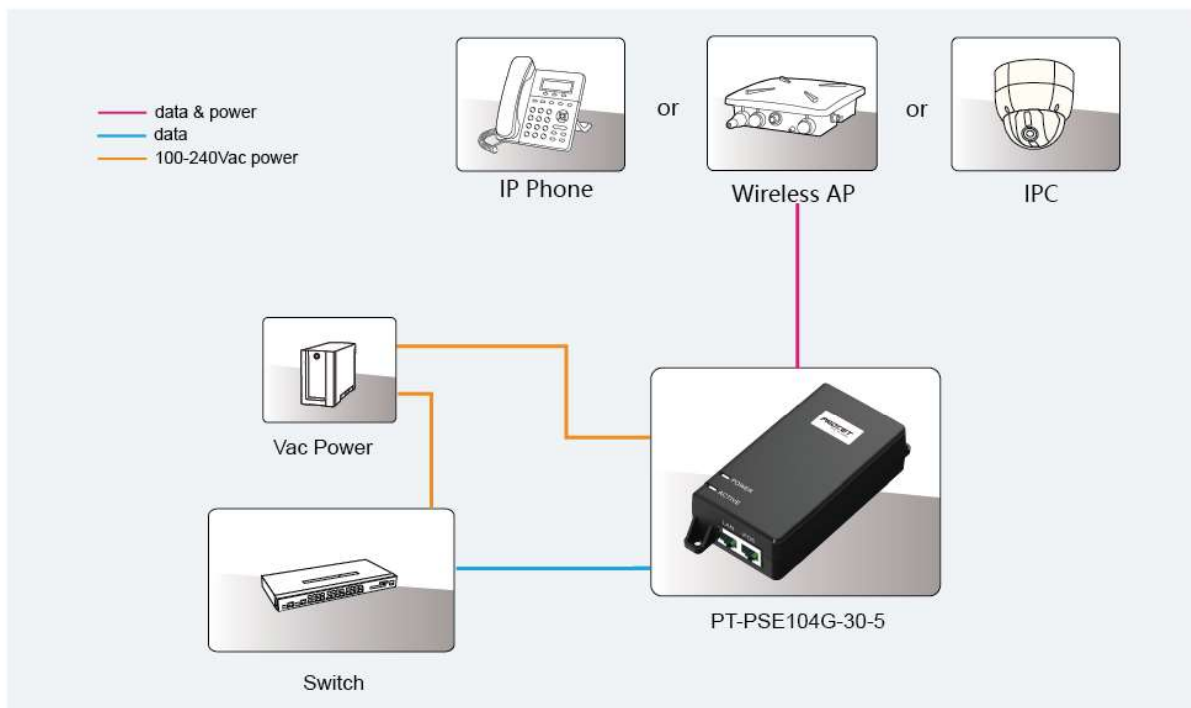 data & power
data
100-240Vac power
or
or
IP Phone
Wireless AP
IPC
Vac Power
PROCET
POWER
ACTIVE
LAN POE
PT-PSE104G-30-5
Switch